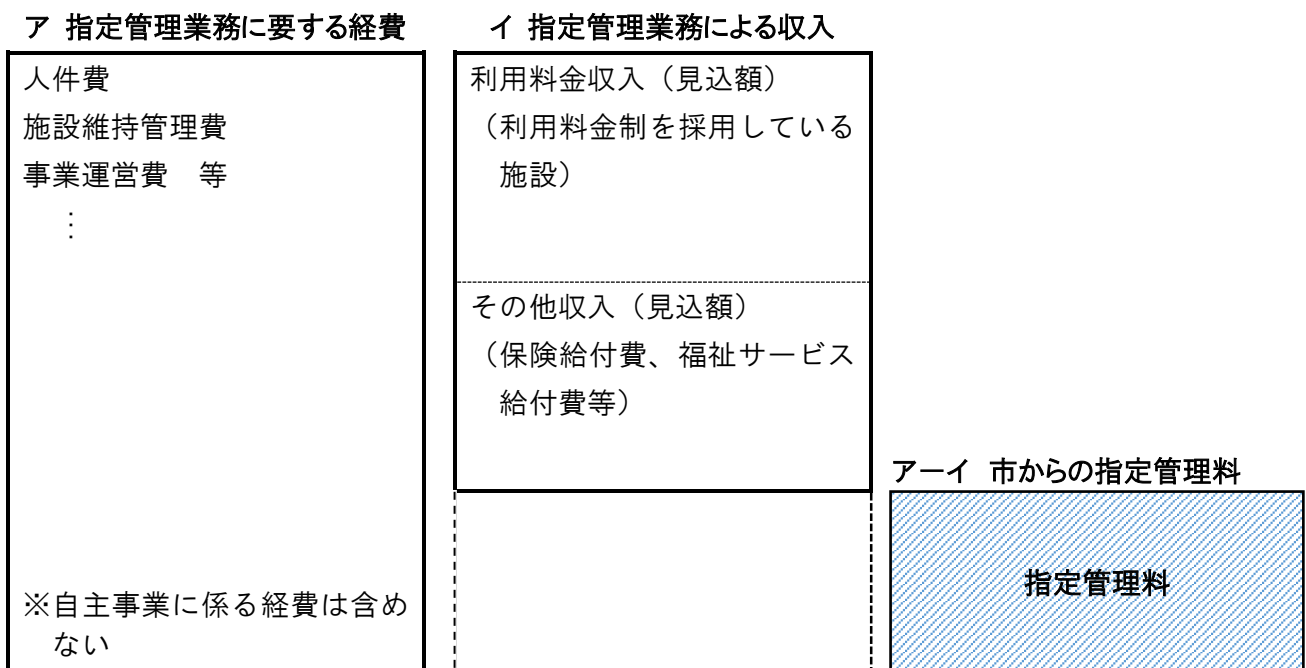 ア 指定管理業務に要する経費
人件費
施設維持管理費
事業運営費　等
⋮
※自主事業に係る経費は含め
ない
イ 指定管理業務による収入
利用料金収入（見込額）
（利用料金制を採用している
施設）
その他収入（見込額）
（保険給付費、福祉サービス
給付費等）
アーイ 市からの指定管理料
指定管理料